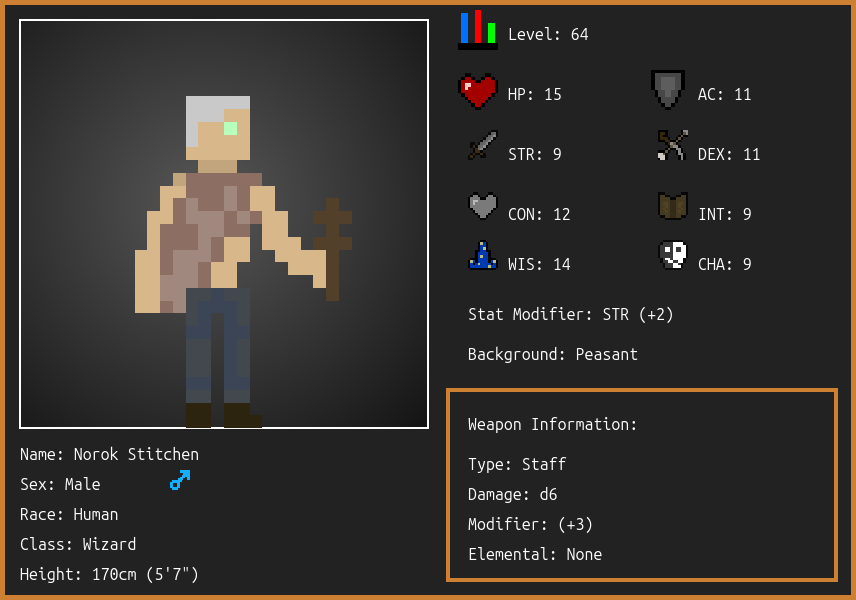 Level: 64
HP: 15
AC: 11
STR: 9
DEX: 11
CON: 12
INT: 9
WIS: 14
CHA: 9
Stat Modifier: STR (+2)
Background: Peasant
Weapon Information:
Type: Staff
Damage: d6
Modifier: (+3)
Elemental: None
Name: Norok Stitchen
Sex: Male
Race: Human
Class: Wizard
Height: 170cm (5'7")